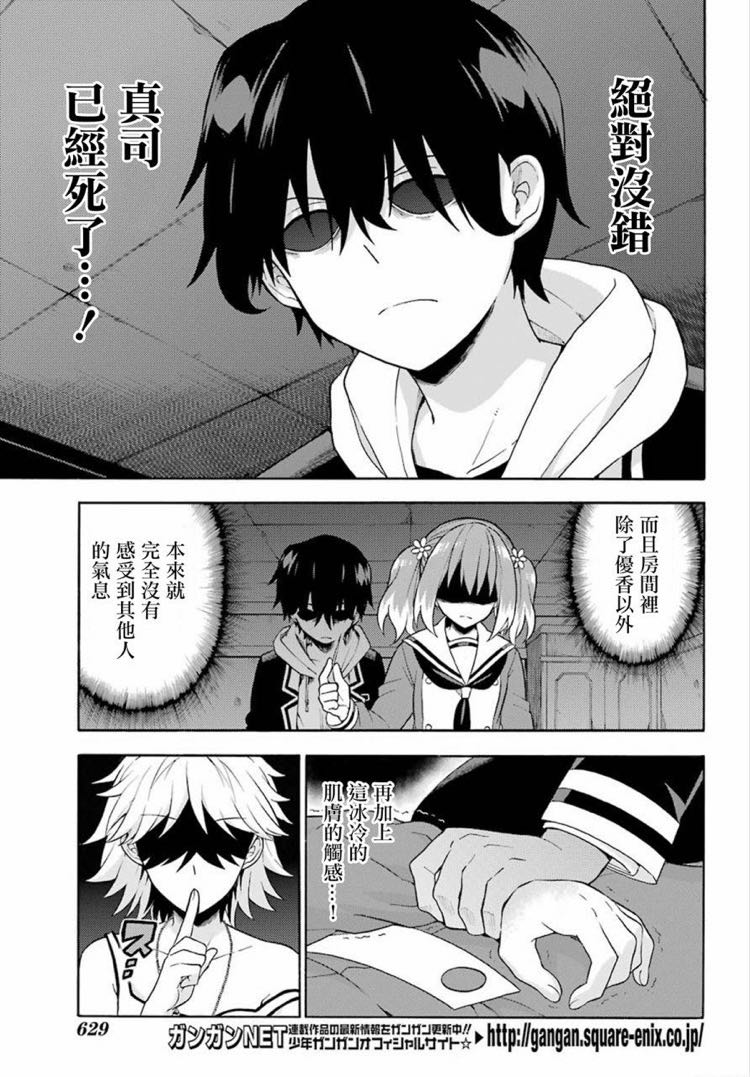 絕對沒錯
真司
已經死了…！
而且房間裡
除了優香以外
本來就
完全沒有
感受到其他人
的氣息
再加上
這冰冷的
肌膚的觸感…！
スッ
629
ガンガンNET
連載作品の最新情報をガンガン更新中!!
少年ガンガンオフィシャルサイト☆
http://gangan.square-enix.co.jp/